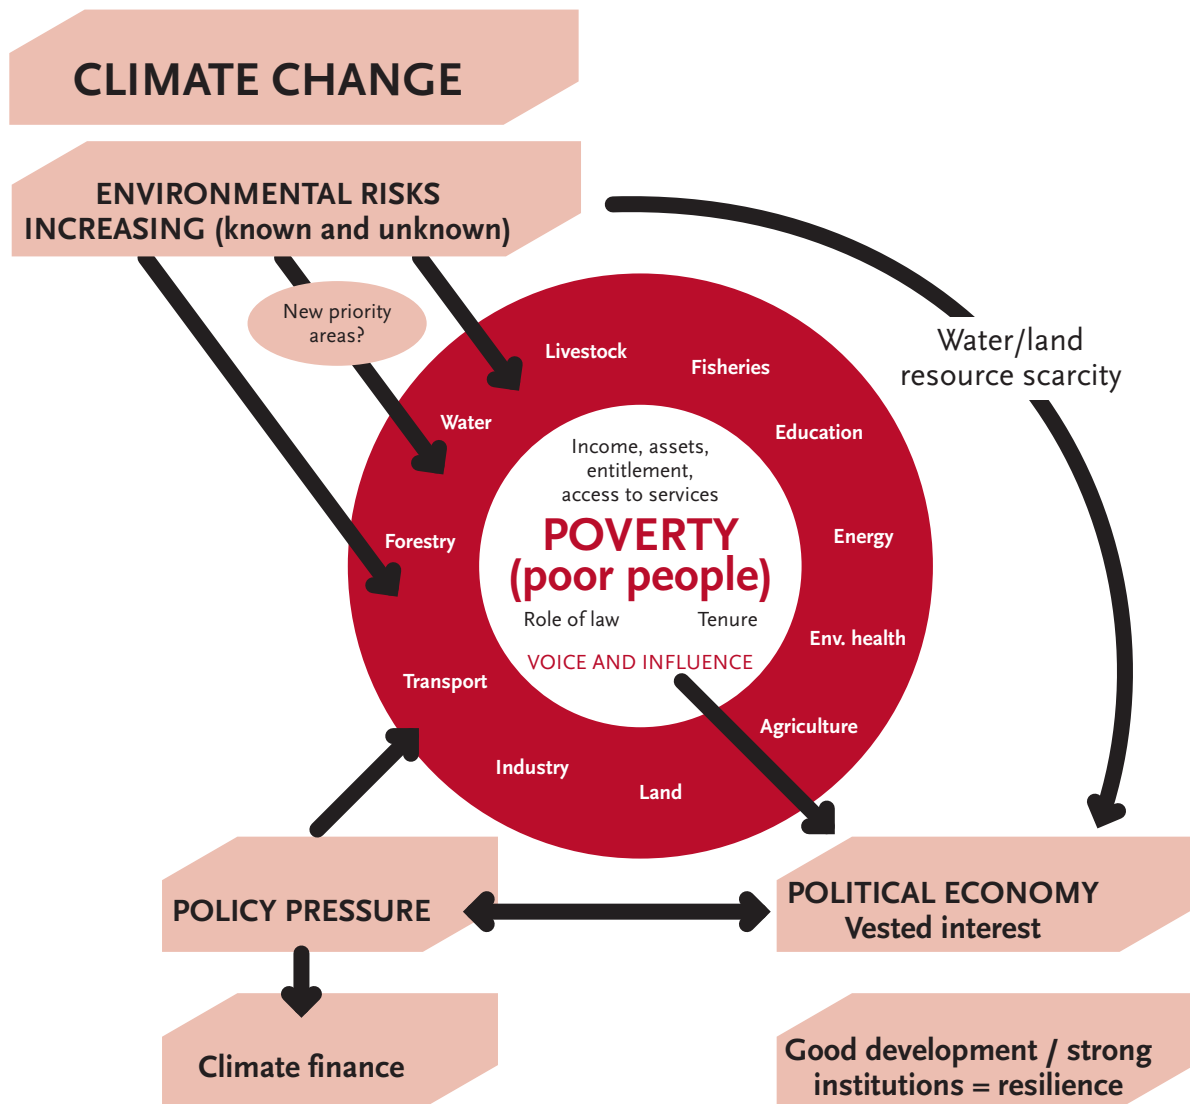 CLIMATE CHANGE
ENVIRONMENTAL RISKS
INCREASING (known and unknown)
New priority
areas?
Water/land
resource scarcity
Livestock
Fisheries
Water
Education
Forestry
Energy
Env. health
Transport
Agriculture
Industry
Land
Income, assets,
entitlement,
access to services
POVERTY
(poor people)
Role of law
Tenure
VOICE AND INFLUENCE
POLICY PRESSURE
POLITICAL ECONOMY
Vested interest
Climate finance
Good development / strong
institutions = resilience